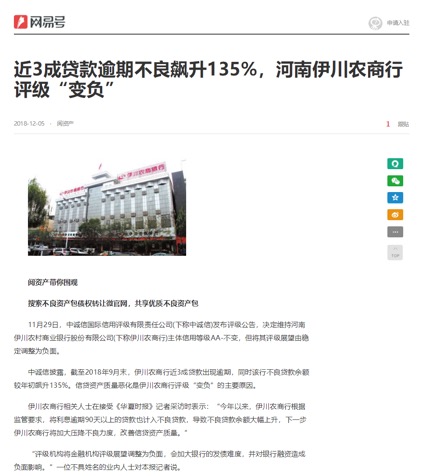 网易号
申请入驻
近3成贷款逾期不良飙升135%，河南伊川农商行
评级“变负”
2018-12-05 · 阅资产
1 跟贴
TOP
阅资产带你围观
搜索不良资产包债权转让微官网，共享优质不良资产包
11月29日，中诚信国际信用评级有限责任公司(下称中诚信)发布评级公告，决定维持河南
伊川农村商业银行股份有限公司(下称伊川农商行)主体信用等级AA-不变，但将其评级展望由稳
定调整为负面。
中诚信披露，截至2018年9月末，伊川农商行近3成贷款出现逾期，同时该行不良贷款余额
较年初飙升135%。信贷资产质量恶化是伊川农商行评级“变负”的主要原因。
伊川农商行相关人士在接受《华夏时报》记者采访时表示：“今年以来，伊川农商行根据
监管要求，将利息逾期90天以上的贷款也计入不良贷款，导致不良贷款余额大幅上升，下一步
伊川农商行将加大压降不良力度，改善信贷资产质量。”
“评级机构将金融机构评级展望调整为负面，会加大银行的发债难度，并对银行融资造成
负面影响。”一位不具姓名的业内人士对本报记者说。